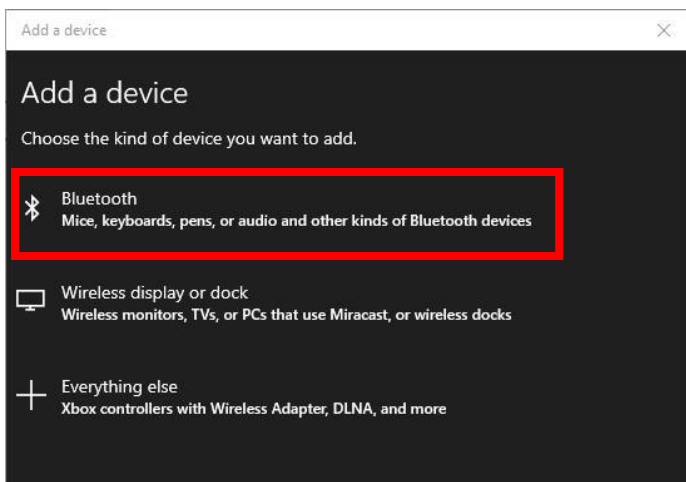 Add a device
Add a device
Choose the kind of device you want to add.
Bluetooth
Mice, keyboards, pens, or audio and other kinds of Bluetooth devices
Wireless display or dock
Wireless monitors, TVs, or PCs that use Miracast, or wireless docks
Everything else
Xbox controllers with Wireless Adapter, DLNA, and more